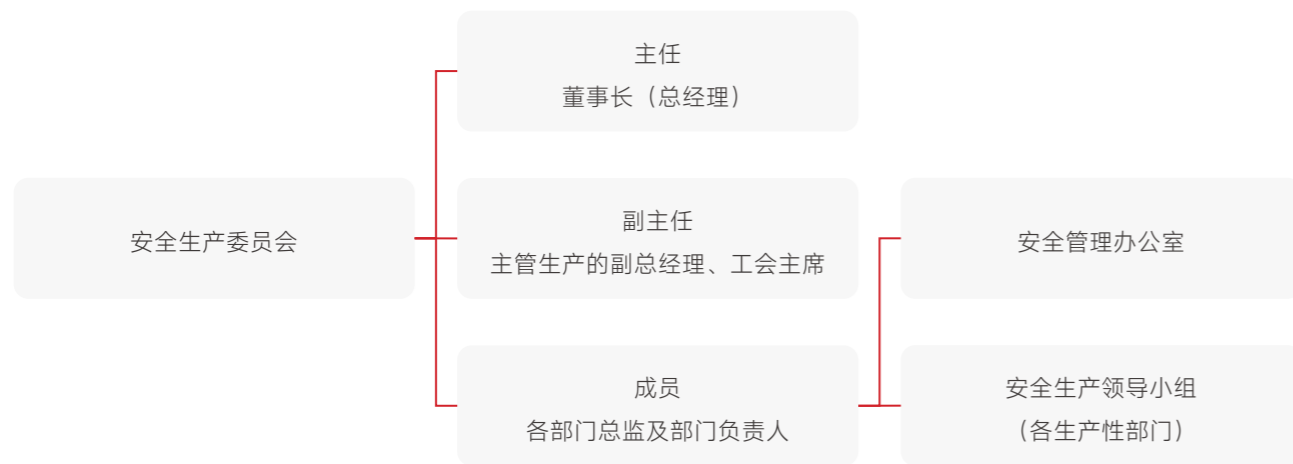 主任
董事长（总经理）
安全生产委员会
副主任
主管生产的副总经理、工会主席
安全管理办公室
成员
各部门总监及部门负责人
安全生产领导小组
（各生产性部门）